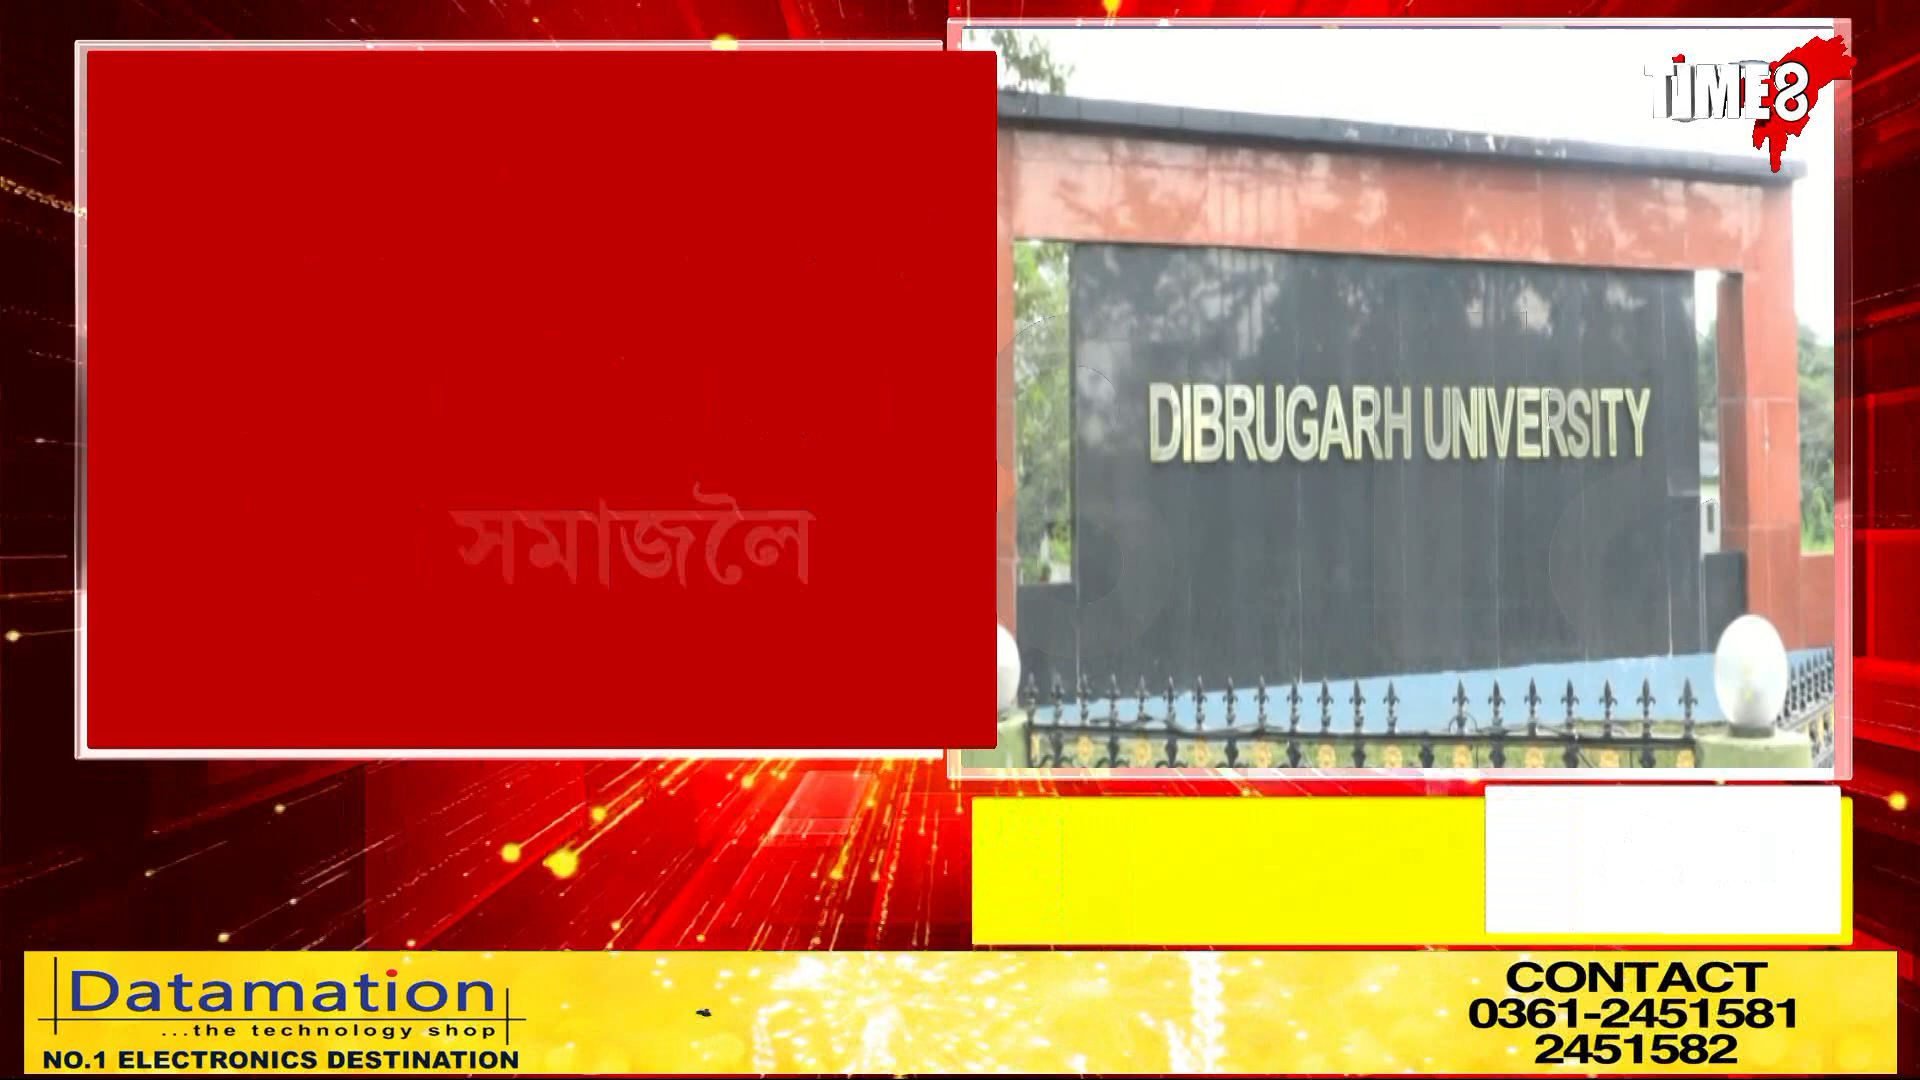 TIME8
সমাজলৈ
DIBRUGARH UNIVERSITY
Datamation
...the technology shop
NO.1 ELECTRONICS DESTINATION
CONTACT
0361-2451581
2451582